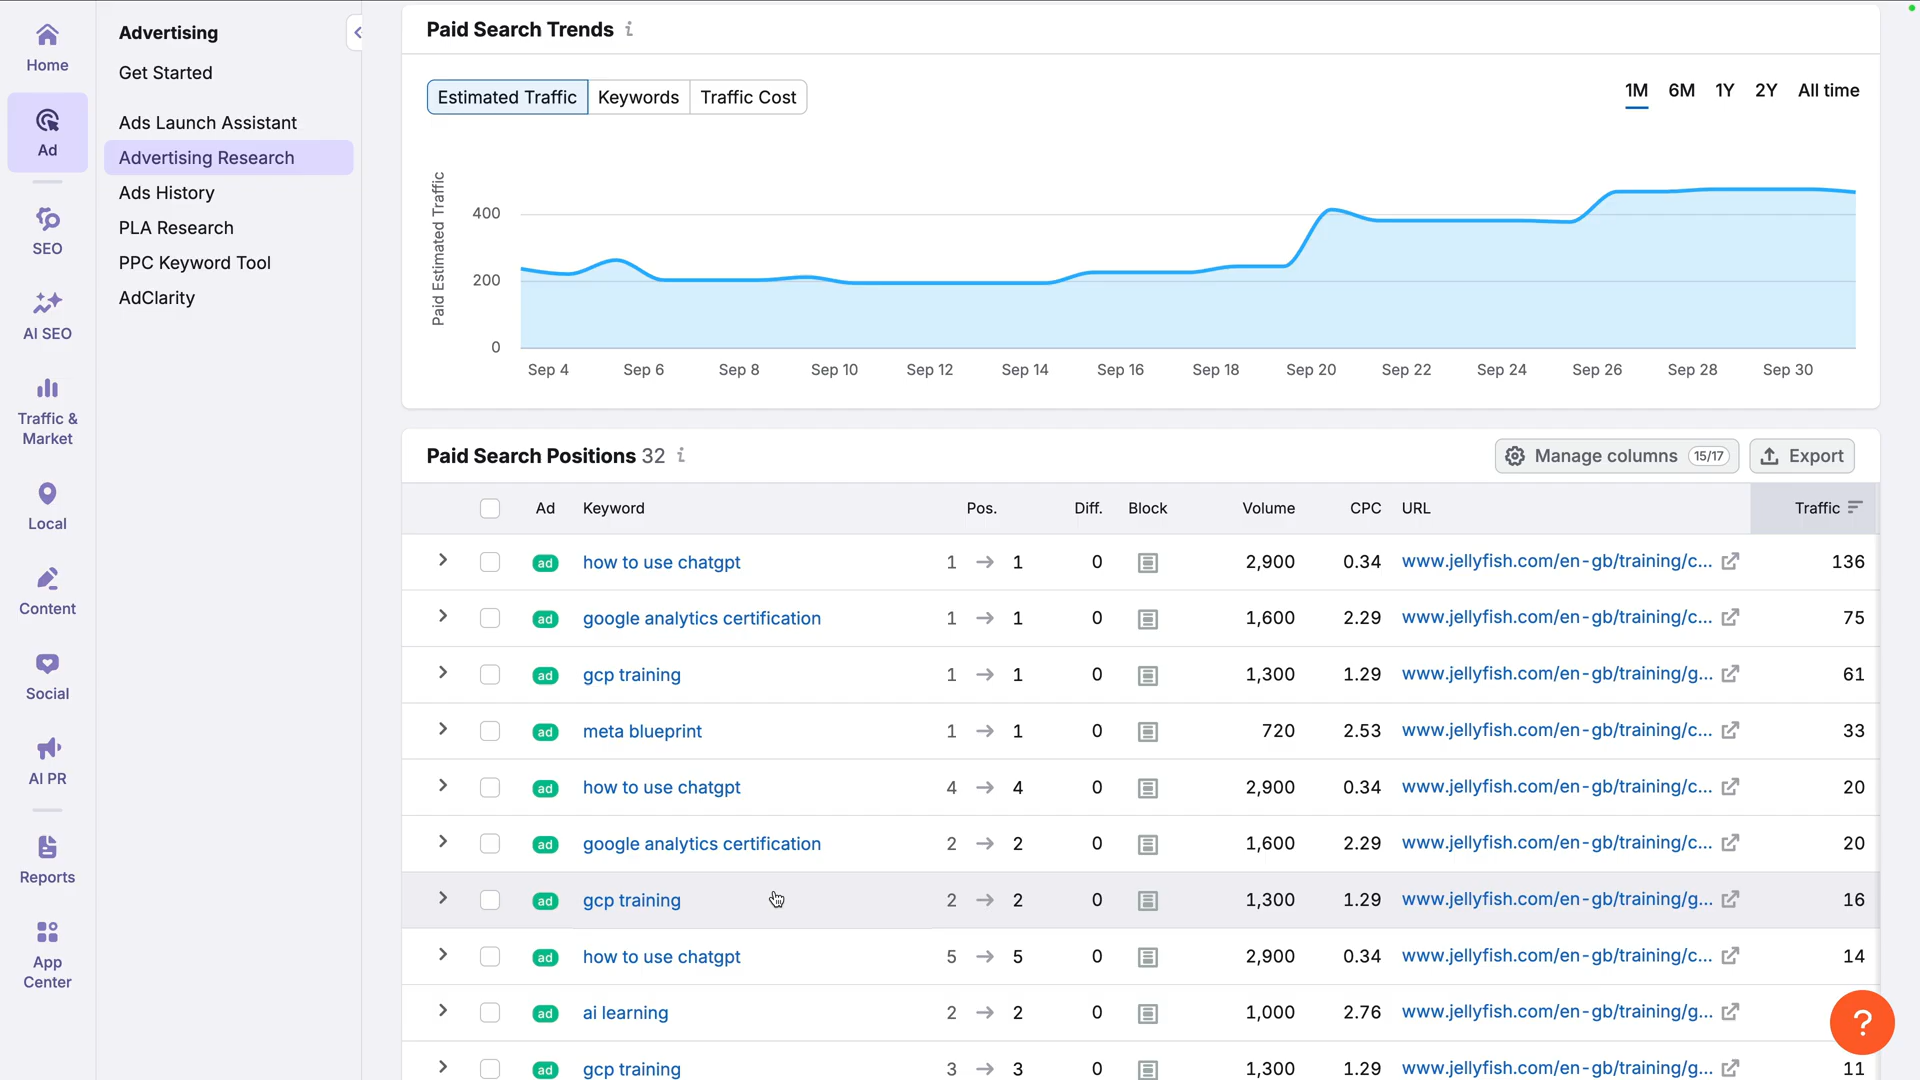 Home
Ad
SEO
AI SEO
Traffic &
Market
Local
Content
Social
AI PR
Reports
App
Center
Advertising
Get Started
Ads Launch Assistant
Advertising Research
Ads History
PLA Research
PPC Keyword Tool
AdClarity
Paid Search Trends i
Estimated Traffic Keywords Traffic Cost
1M 6M 1Y 2Y All time
Paid Estimated Traffic
400
200
0
Sep 4 Sep 6 Sep 8 Sep 10 Sep 12 Sep 14 Sep 16 Sep 18 Sep 20 Sep 22 Sep 24 Sep 26 Sep 28 Sep 30
Paid Search Positions 32 i
Manage columns 15/17 Export
Ad Keyword Pos. Diff. Block Volume CPC URL Traffic
ad how to use chatgpt 1 → 1 0 2,900 0.34 www.jellyfish.com/en-gb/training/c... 136
ad google analytics certification 1 → 1 0 1,600 2.29 www.jellyfish.com/en-gb/training/c... 75
ad gcp training 1 → 1 0 1,300 1.29 www.jellyfish.com/en-gb/training/g... 61
ad meta blueprint 1 → 1 0 720 2.53 www.jellyfish.com/en-gb/training/c... 33
ad how to use chatgpt 4 → 4 0 2,900 0.34 www.jellyfish.com/en-gb/training/c... 20
ad google analytics certification 2 → 2 0 1,600 2.29 www.jellyfish.com/en-gb/training/c... 20
ad gcp training 2 → 2 0 1,300 1.29 www.jellyfish.com/en-gb/training/g... 16
ad how to use chatgpt 5 → 5 0 2,900 0.34 www.jellyfish.com/en-gb/training/c... 14
ad ai learning 2 → 2 0 1,000 2.76 www.jellyfish.com/en-gb/training/g...
ad gcp training 3 → 3 0 1,300 1.29 www.jellyfish.com/en-gb/training/g... 11
?